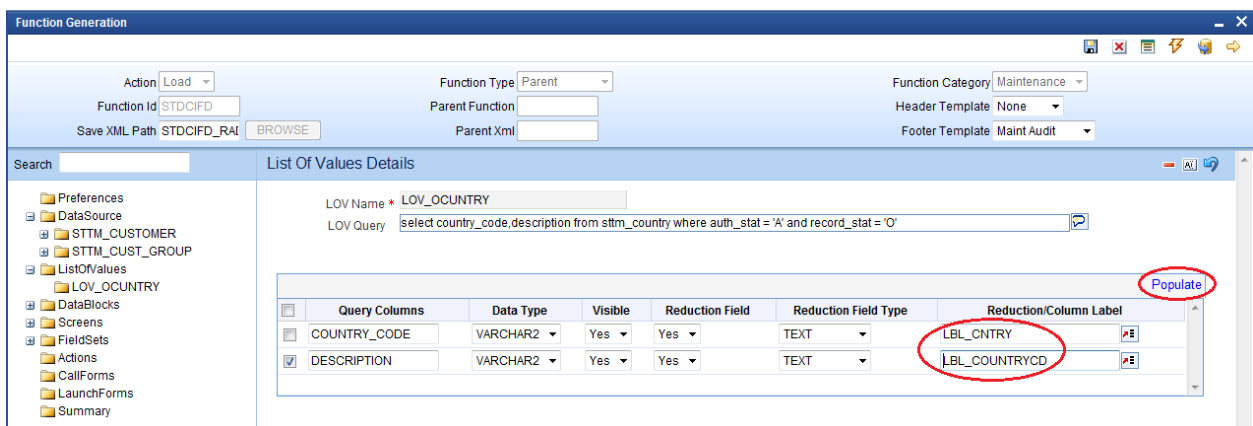 Function Generation
Action Load Function Type Parent Function Category Maintenance
Function Id STDCIFD Parent Function Header Template None
Save XML Path STDCIFD_RAD BROWSE Parent Xml Footer Template Maint Audit
Search List Of Values Details
Preferences
DataSource
STTM_CUSTOMER
STTM_CUST_GROUP
ListOfValues
LOV_OCUNTRY
DataBlocks
Screens
FieldSets
Actions
CallForms
LaunchForms
Summary
LOV Name * LOV_OCUNTRY
LOV Query select country_code,description from sttm_country where auth_stat = 'A' and record_stat = 'O'
Populate
Query Columns Data Type Visible Reduction Field Reduction Field Type Reduction/Column Label
COUNTRY_CODE VARCHAR2 Yes Yes TEXT LBL_CNTRY
DESCRIPTION VARCHAR2 Yes Yes TEXT LBL_COUNTRYCD